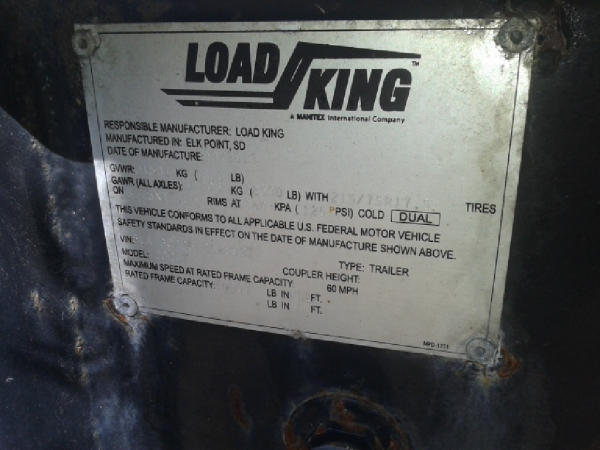 LOAD KING™
A MANITEX International Company
RESPONSIBLE MANUFACTURER: LOAD KING
MANUFACTURED IN: ELK POINT, SD
DATE OF MANUFACTURE:
GVWR: KG ( LB)
GAWR (ALL AXLES): KG ( LB) WITH 215/75R17. TIRES
ON RIMS AT KPA ( 125 PSI) COLD DUAL
THIS VEHICLE CONFORMS TO ALL APPLICABLE U.S. FEDERAL MOTOR VEHICLE
SAFETY STANDARDS IN EFFECT ON THE DATE OF MANUFACTURE SHOWN ABOVE.
VIN: TYPE: TRAILER
MODEL: COUPLER HEIGHT:
MAXIMUM SPEED AT RATED FRAME CAPACITY 60 MPH
RATED FRAME CAPACITY: LB IN FT.
LB IN FT.